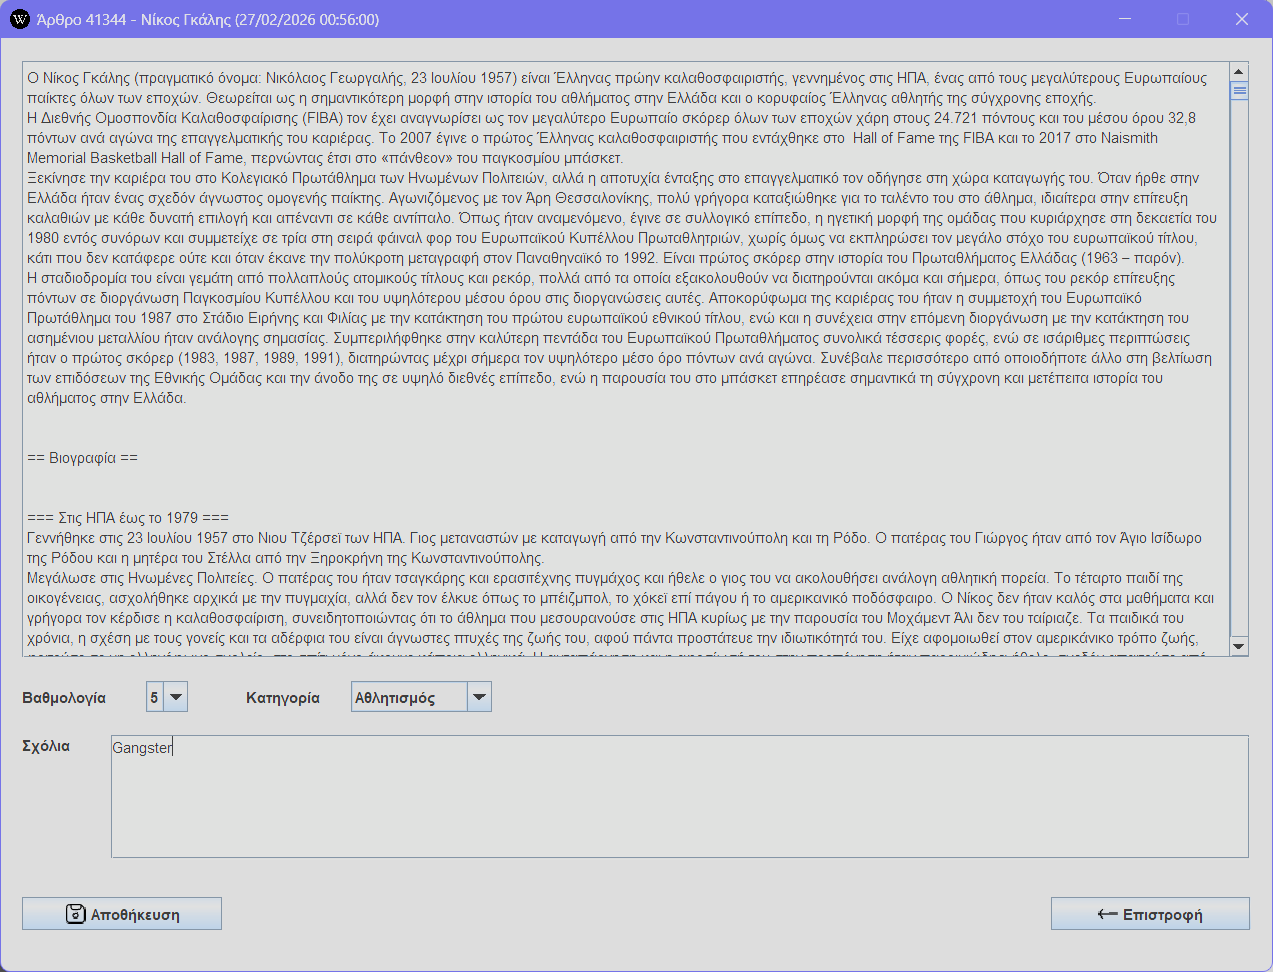 Άρθρο 41344 - Νίκος Γκάλης (27/02/2026 00:56:00)
Ο Νίκος Γκάλης (πραγματικό όνομα: Νικόλαος Γεωργαλής, 23 Ιουλίου 1957) είναι Έλληνας πρώην καλαθοσφαιριστής, γεννημένος στις ΗΠΑ, ένας από τους μεγαλύτερους Ευρωπαίους
παίκτες όλων των εποχών. Θεωρείται ως η σημαντικότερη μορφή στην ιστορία του αθλήματος στην Ελλάδα και ο κορυφαίος Έλληνας αθλητής της σύγχρονης εποχής.
Η Διεθνής Ομοσπονδία Καλαθοσφαίρισης (FIBA) τον έχει αναγνωρίσει ως τον μεγαλύτερο Ευρωπαίο σκόρερ όλων των εποχών χάρη στους 24.721 πόντους και του μέσου όρου 32,8
πόντων ανά αγώνα της επαγγελματικής του καριέρας. Το 2007 έγινε ο πρώτος Έλληνας καλαθοσφαιριστής που εντάχθηκε στο  Hall of Fame της FIBA και το 2017 στο Naismith
Memorial Basketball Hall of Fame, περνώντας έτσι στο «πάνθεον» του παγκοσμίου μπάσκετ.
Ξεκίνησε την καριέρα του στο Κολεγιακό Πρωτάθλημα των Ηνωμένων Πολιτειών, αλλά η αποτυχία ένταξης στο επαγγελματικό τον οδήγησε στη χώρα καταγωγής του. Όταν ήρθε στην
Ελλάδα ήταν ένας σχεδόν άγνωστος ομογενής παίκτης. Αγωνιζόμενος με τον Άρη Θεσσαλονίκης, πολύ γρήγορα καταξιώθηκε για το ταλέντο του στο άθλημα, ιδιαίτερα στην επίτευξη
καλαθιών με κάθε δυνατή επιλογή και απέναντι σε κάθε αντίπαλο. Όπως ήταν αναμενόμενο, έγινε σε συλλογικό επίπεδο, η ηγετική μορφή της ομάδας που κυριάρχησε στη δεκαετία του
1980 εντός συνόρων και συμμετείχε σε τρία στη σειρά φάιναλ φορ του Ευρωπαϊκού Κυπέλλου Πρωταθλητριών, χωρίς όμως να εκπληρώσει τον μεγάλο στόχο του ευρωπαϊκού τίτλου,
κάτι που δεν κατάφερε ούτε και όταν έκανε την πολύκροτη μεταγραφή στον Παναθηναϊκό το 1992. Είναι πρώτος σκόρερ στην ιστορία του Πρωταθλήματος Ελλάδας (1963 – παρόν).
Η σταδιοδρομία του είναι γεμάτη από πολλαπλούς ατομικούς τίτλους και ρεκόρ, πολλά από τα οποία εξακολουθούν να διατηρούνται ακόμα και σήμερα, όπως του ρεκόρ επίτευξης
πόντων σε διοργάνωση Παγκοσμίου Κυπέλλου και του υψηλότερου μέσου όρου στις διοργανώσεις αυτές. Αποκορύφωμα της καριέρας του ήταν η συμμετοχή του Ευρωπαϊκό
Πρωτάθλημα του 1987 στο Στάδιο Ειρήνης και Φιλίας με την κατάκτηση του πρώτου ευρωπαϊκού εθνικού τίτλου, ενώ και η συνέχεια στην επόμενη διοργάνωση με την κατάκτηση του
ασημένιου μεταλλίου ήταν ανάλογης σημασίας. Συμπεριλήφθηκε στην καλύτερη πεντάδα του Ευρωπαϊκού Πρωταθλήματος συνολικά τέσσερις φορές, ενώ σε ισάριθμες περιπτώσεις
ήταν ο πρώτος σκόρερ (1983, 1987, 1989, 1991), διατηρώντας μέχρι σήμερα τον υψηλότερο μέσο όρο πόντων ανά αγώνα. Συνέβαλε περισσότερο από οποιοδήποτε άλλο στη βελτίωση
των επιδόσεων της Εθνικής Ομάδας και την άνοδο της σε υψηλό διεθνές επίπεδο, ενώ η παρουσία του στο μπάσκετ επηρέασε σημαντικά τη σύγχρονη και μετέπειτα ιστορία του
αθλήματος στην Ελλάδα.
== Βιογραφία ==
=== Στις ΗΠΑ έως το 1979 ===
Γεννήθηκε στις 23 Ιουλίου 1957 στο Νιου Τζέρσεϊ των ΗΠΑ. Γιος μεταναστών με καταγωγή από την Κωνσταντινούπολη και τη Ρόδο. Ο πατέρας του Γιώργος ήταν από τον Άγιο Ισίδωρο
της Ρόδου και η μητέρα του Στέλλα από την Ξηροκρήνη της Κωνσταντινούπολης.
Μεγάλωσε στις Ηνωμένες Πολιτείες. Ο πατέρας του ήταν τσαγκάρης και ερασιτέχνης πυγμάχος και ήθελε ο γιος του να ακολουθήσει ανάλογη αθλητική πορεία. Το τέταρτο παιδί της
οικογένειας, ασχολήθηκε αρχικά με την πυγμαχία, αλλά δεν τον έλκυε όπως το μπέιζμπολ, το χόκεϊ επί πάγου ή το αμερικανικό ποδόσφαιρο. Ο Νίκος δεν ήταν καλός στα μαθήματα και
γρήγορα τον κέρδισε η καλαθοσφαίριση, συνειδητοποιώντας ότι το άθλημα που μεσουρανούσε στις ΗΠΑ κυρίως με την παρουσία του Μοχάμεντ Άλι δεν του ταίριαζε. Τα παιδικά του
χρόνια, η σχέση με τους γονείς και τα αδέρφια του είναι άγνωστες πτυχές της ζωής του, αφού πάντα προστάτευε την ιδιωτικότητά του. Είχε αφομοιωθεί στον αμερικάνικο τρόπο ζωής,
Βαθμολογία 5 Κατηγορία Αθλητισμός
Σχόλια Gangster
Αποθήκευση Επιστροφή